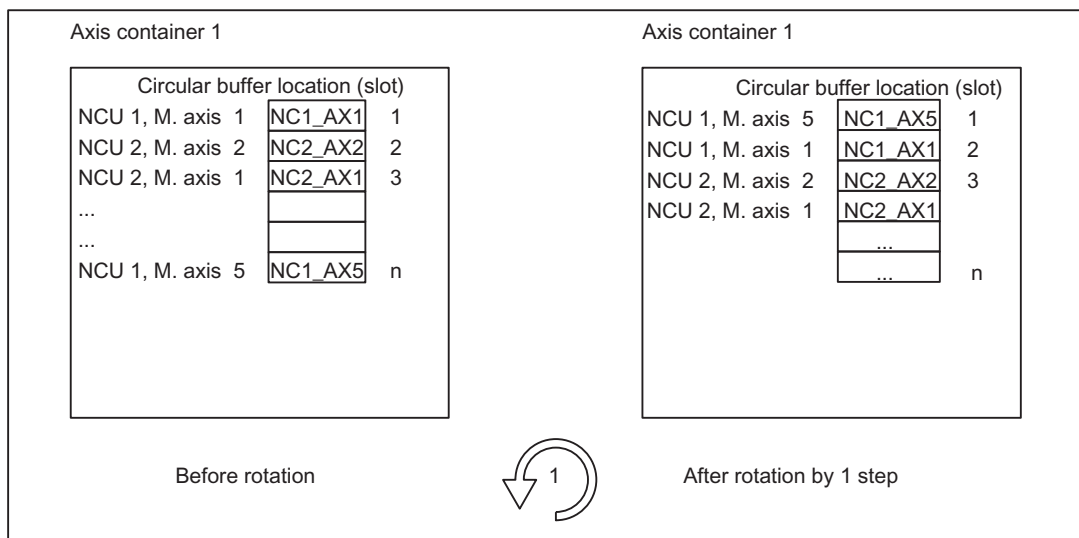 Axis container 1
Circular buffer location (slot)
NCU 1, M. axis 1 NC1_AX1 1
NCU 2, M. axis 2 NC2_AX2 2
NCU 2, M. axis 1 NC2_AX1 3
...
...
NCU 1, M. axis 5 NC1_AX5 n
Before rotation
1
Axis container 1
Circular buffer location (slot)
NCU 1, M. axis 5 NC1_AX5 1
NCU 1, M. axis 1 NC1_AX1 2
NCU 2, M. axis 2 NC2_AX2 3
NCU 2, M. axis 1 NC2_AX1
...
... n
After rotation by 1 step